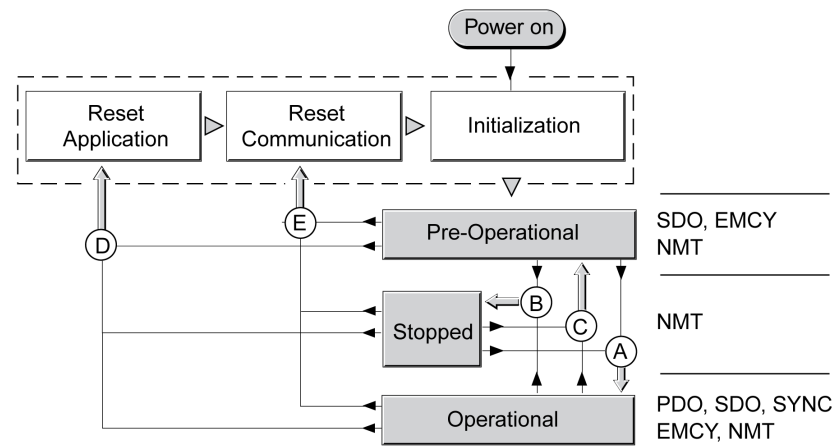 Power on
Reset
Application
Reset
Communication
Initialization
D
E
Pre-Operational
SDO, EMCY
NMT
B
C
Stopped
NMT
A
Operational
PDO, SDO, SYNC
EMCY, NMT